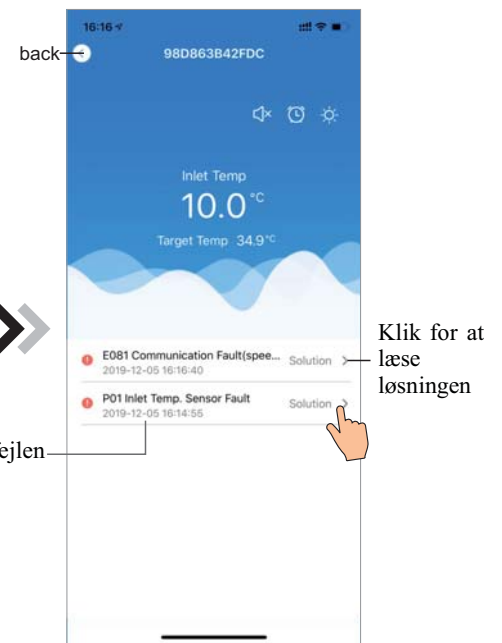 16:16
back
98D863B42FDC
Inlet Temp
10.0°C
Target Temp 34.9°C
E081 Communication Fault(spee... Solution
2019-12-05 16:16:40
Klik for at
læse
løsningen
P01 Inlet Temp. Sensor Fault Solution
2019-12-05 16:14:55
ejlen